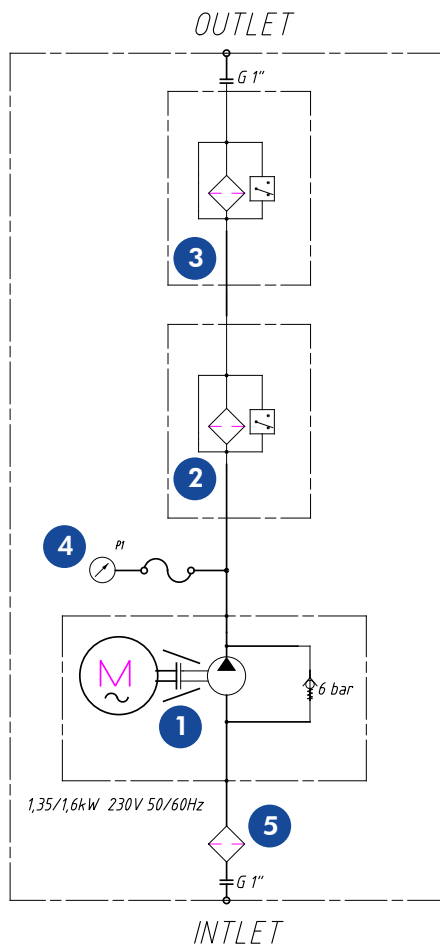 OUTLET
G 1"
3
2
4
P1
M
6 bar
1
1,35/1,6kW 230V 50/60Hz
5
G 1"
INTLET